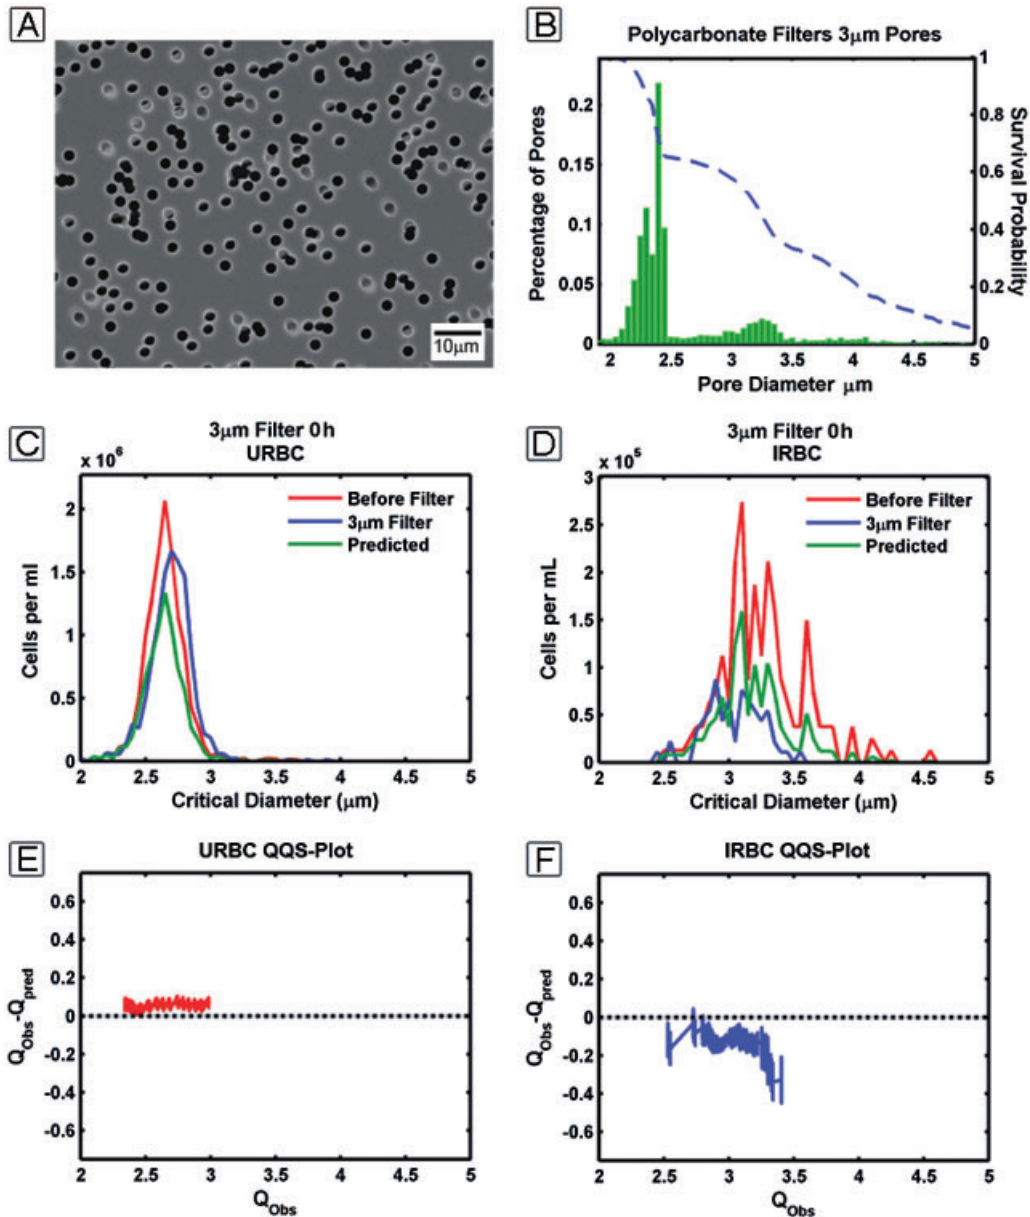 A
10μm
B
Polycarbonate Filters 3μm Pores
Percentage of Pores
0.2
0.15
0.1
0.05
0
1
0.8
0.6
0.4
0.2
0
Survival Probability
2 2.5 3 3.5 4 4.5 5
Pore Diameter μm
C
3μm Filter 0h
URBC
x 10^6
Before Filter
3μm Filter
Predicted
Cells per ml
2
1.5
1
0.5
0
2 2.5 3 3.5 4 4.5 5
Critical Diameter (μm)
D
3μm Filter 0h
IRBC
x 10^5
Before Filter
3μm Filter
Predicted
Cells per mL
3
2.5
2
1.5
1
0.5
0
2 2.5 3 3.5 4 4.5 5
Critical Diameter (μm)
E
URBC QQS-Plot
Q_Obs-Q_pred
0.6
0.4
0.2
0
-0.2
-0.4
-0.6
2 2.5 3 3.5 4 4.5 5
Q_Obs
F
IRBC QQS-Plot
Q_Obs-Q_pred
0.6
0.4
0.2
0
-0.2
-0.4
-0.6
2 2.5 3 3.5 4 4.5 5
Q_Obs